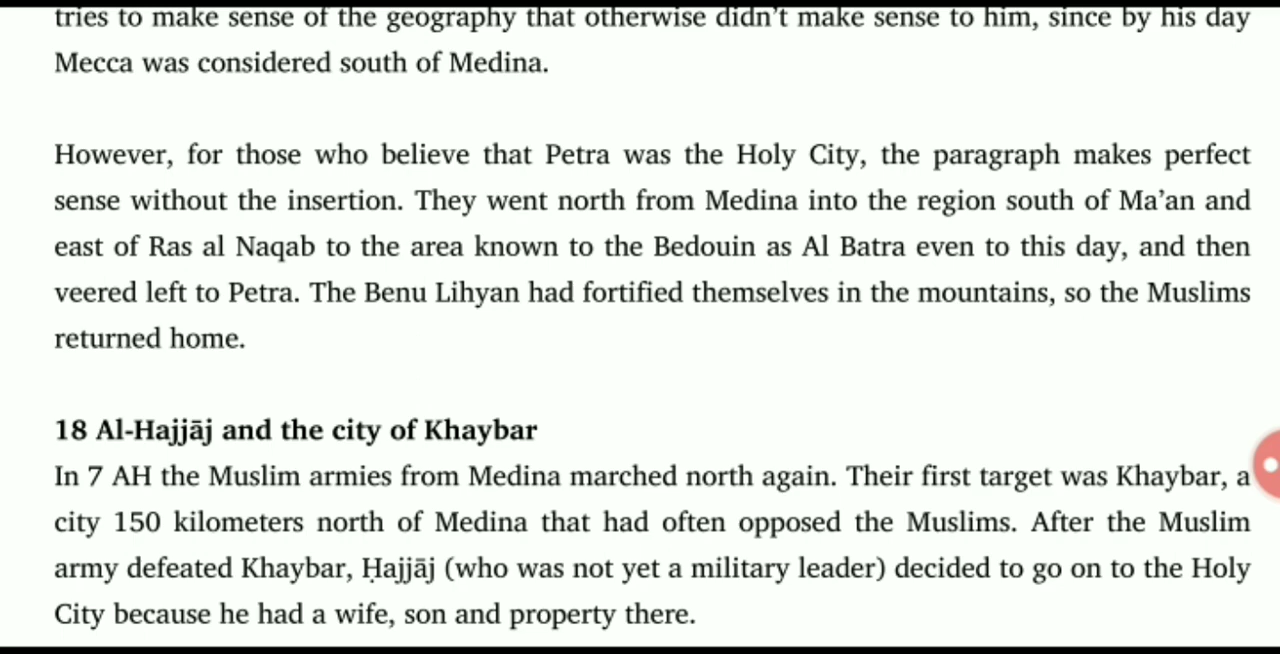 tries to make sense of the geography that otherwise didn’t make sense to him, since by his day
Mecca was considered south of Medina.
However, for those who believe that Petra was the Holy City, the paragraph makes perfect
sense without the insertion. They went north from Medina into the region south of Ma’an and
east of Ras al Naqab to the area known to the Bedouin as Al Batra even to this day, and then
veered left to Petra. The Benu Lihyan had fortified themselves in the mountains, so the Muslims
returned home.
18 Al-Hajjāj and the city of Khaybar
In 7 AH the Muslim armies from Medina marched north again. Their first target was Khaybar, a
city 150 kilometers north of Medina that had often opposed the Muslims. After the Muslim
army defeated Khaybar, Ḥajjāj (who was not yet a military leader) decided to go on to the Holy
City because he had a wife, son and property there.